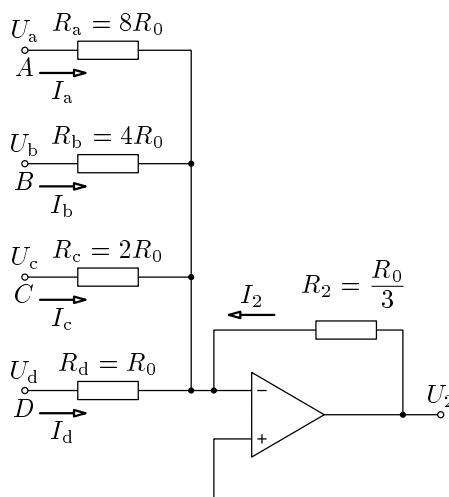 U_a R_a = 8R_0
A
I_a
U_b R_b = 4R_0
B
I_b
U_c R_c = 2R_0
C
I_c
I_2 R_2 = R_0/3
U_d R_d = R_0
D
I_d
−
+
U_2